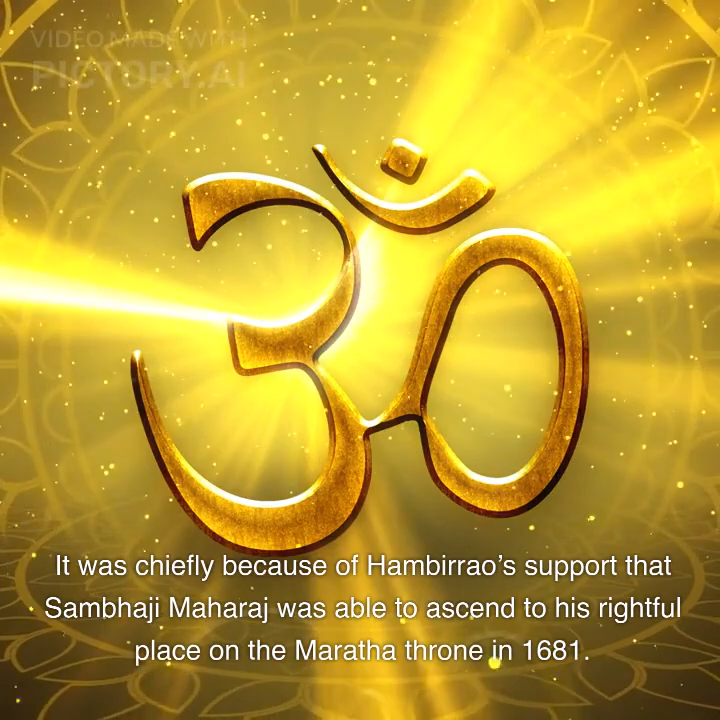 VIDEO MADE WITH
PICTORY.AI
ॐ
It was chiefly because of Hambirrao’s support that
Sambhaji Maharaj was able to ascend to his rightful
place on the Maratha throne in 1681.